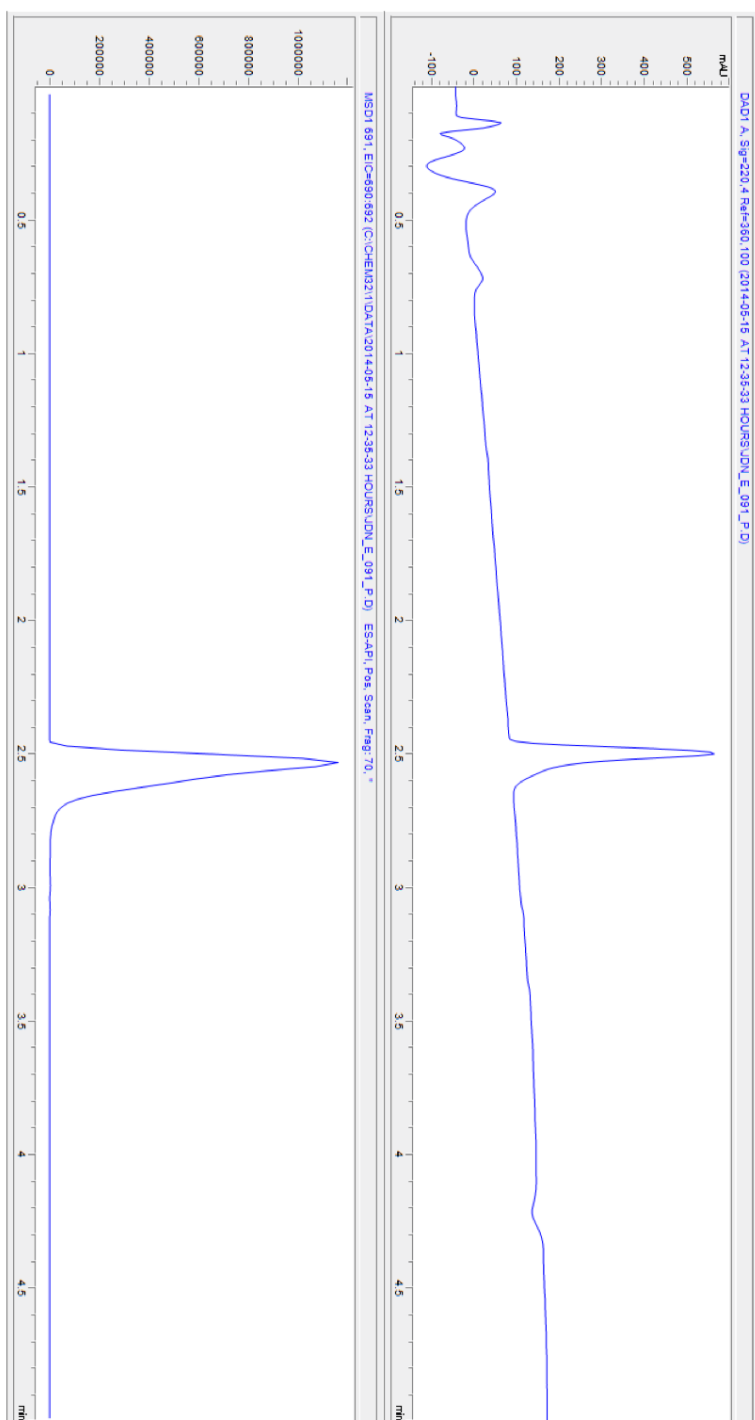 DAD1 A, Sig=220,4 Ref=360,100 (2014-05-15 AT 12-35-33 HOURS\JDN_E_091_P.D)
mAU
500
400
300
200
100
0
-100
0.5 1 1.5 2 2.5 3 3.5 4 4.5 min
MSD1 691, EIC=690:692 (C:\CHEM32\1\DATA\2014-05-15 AT 12-35-33 HOURS\JDN_E_091_P.D) ES-API, Pos, Scan, Frag: 70, "
1000000
800000
600000
400000
200000
0
0.5 1 1.5 2 2.5 3 3.5 4 4.5 min